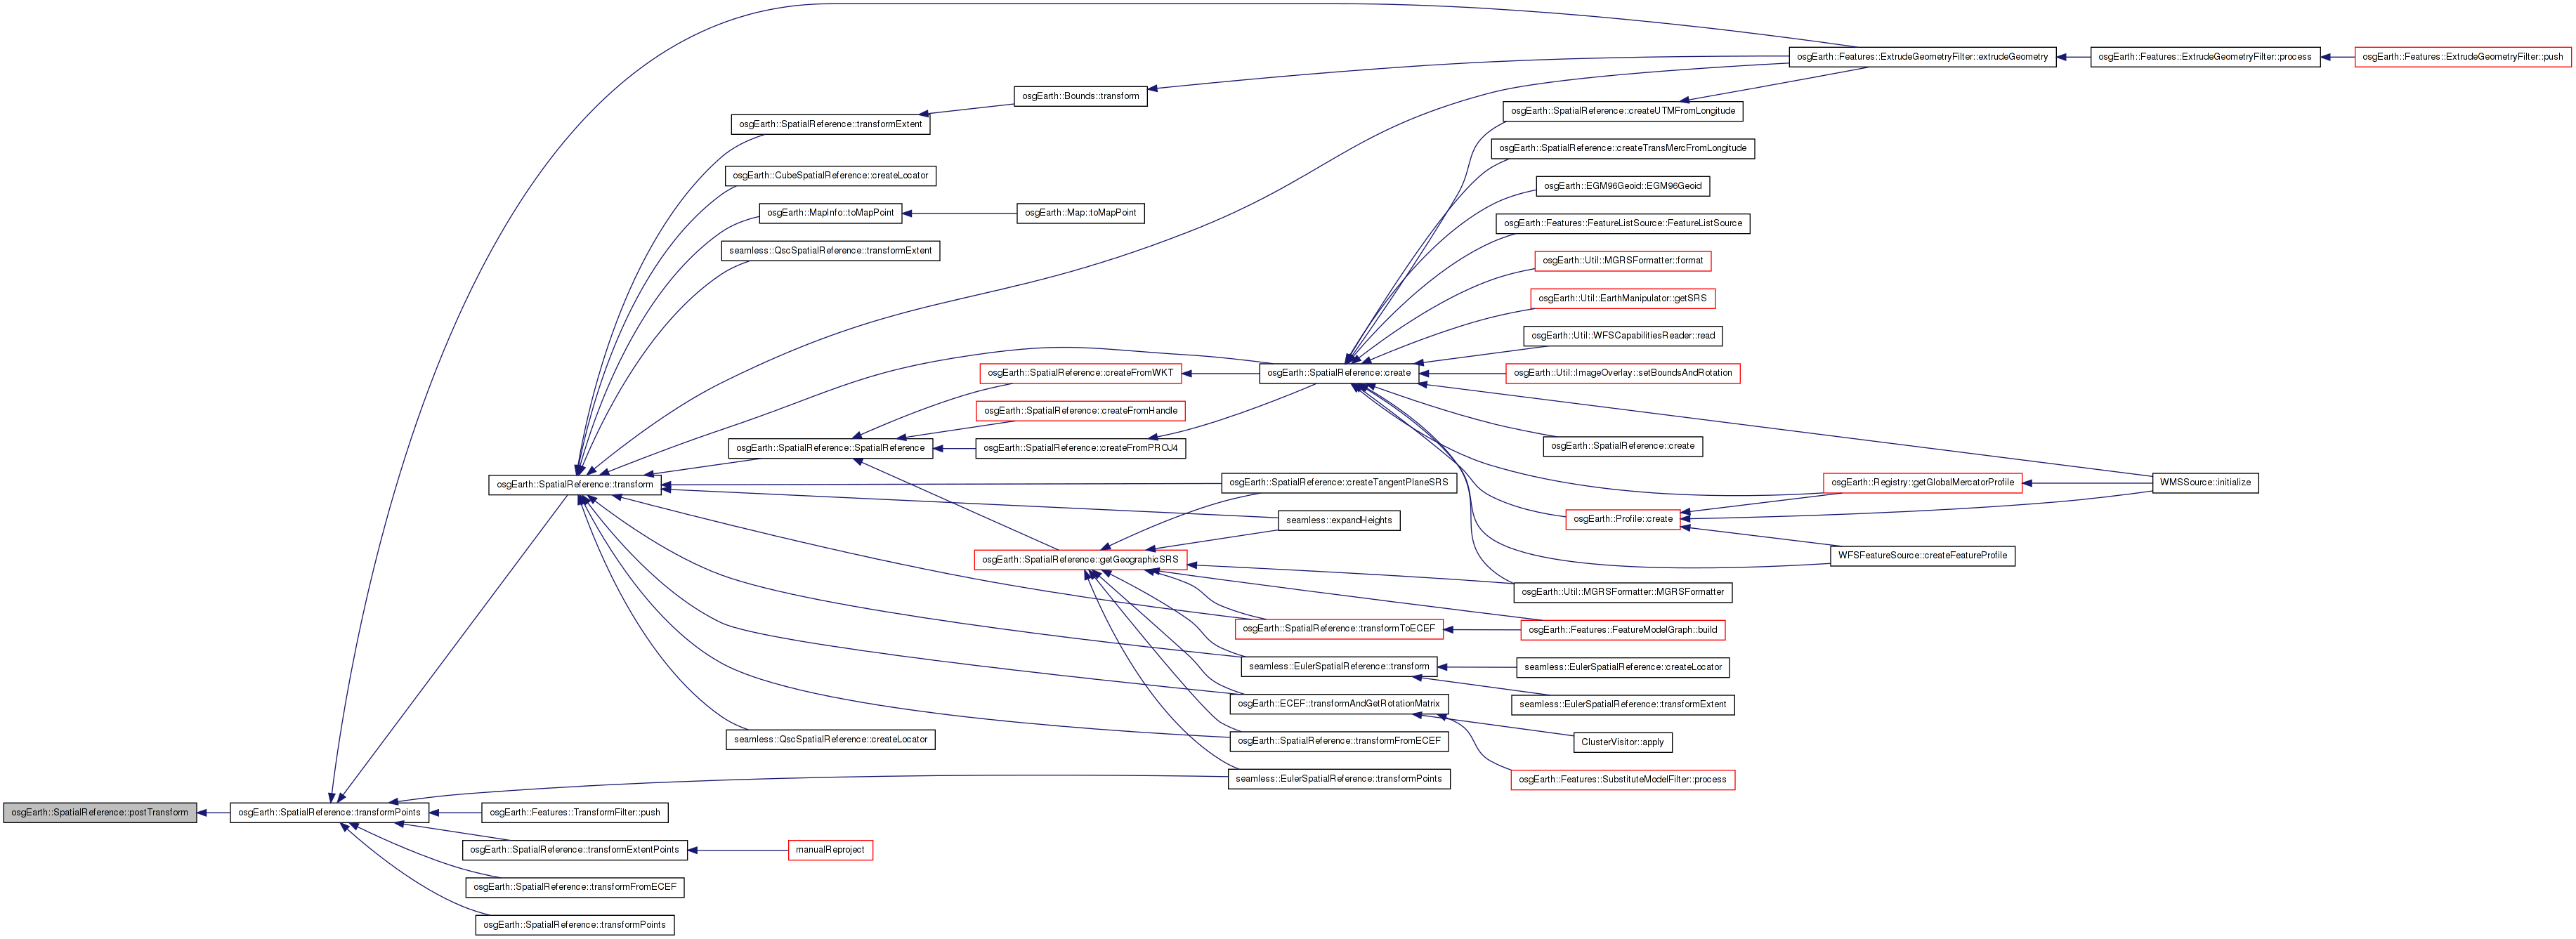 osgEarth::Features::ExtrudeGeometryFilter::extrudeGeometry
osgEarth::Features::ExtrudeGeometryFilter::process
osgEarth::Features::ExtrudeGeometryFilter::push
osgEarth::Bounds::transform
osgEarth::SpatialReference::createUTMFromLongitude
osgEarth::SpatialReference::transformExtent
osgEarth::SpatialReference::createTransMercFromLongitude
osgEarth::CubeSpatialReference::createLocator
osgEarth::EGM96Geoid::EGM96Geoid
osgEarth::MapInfo::toMapPoint
osgEarth::Map::toMapPoint
osgEarth::Features::FeatureListSource::FeatureListSource
seamless::QscSpatialReference::transformExtent
osgEarth::Util::MGRSFormatter::format
osgEarth::Util::EarthManipulator::getSRS
osgEarth::Util::WFSCapabilitiesReader::read
osgEarth::SpatialReference::createFromWKT
osgEarth::SpatialReference::create
osgEarth::Util::ImageOverlay::setBoundsAndRotation
osgEarth::SpatialReference::createFromHandle
osgEarth::SpatialReference::SpatialReference
osgEarth::SpatialReference::createFromPROJ4
osgEarth::SpatialReference::create
osgEarth::SpatialReference::transform
osgEarth::SpatialReference::createTangentPlaneSRS
osgEarth::Registry::getGlobalMercatorProfile
WMSSource::initialize
seamless::expandHeights
osgEarth::Profile::create
osgEarth::SpatialReference::getGeographicSRS
WFSFeatureSource::createFeatureProfile
osgEarth::Util::MGRSFormatter::MGRSFormatter
osgEarth::SpatialReference::transformToECEF
osgEarth::Features::FeatureModelGraph::build
seamless::EulerSpatialReference::transform
seamless::EulerSpatialReference::createLocator
osgEarth::ECEF::transformAndGetRotationMatrix
seamless::EulerSpatialReference::transformExtent
seamless::QscSpatialReference::createLocator
osgEarth::SpatialReference::transformFromECEF
ClusterVisitor::apply
seamless::EulerSpatialReference::transformPoints
osgEarth::Features::SubstituteModelFilter::process
osgEarth::SpatialReference::postTransform
osgEarth::SpatialReference::transformPoints
osgEarth::Features::TransformFilter::push
osgEarth::SpatialReference::transformExtentPoints
manualReproject
osgEarth::SpatialReference::transformFromECEF
osgEarth::SpatialReference::transformPoints